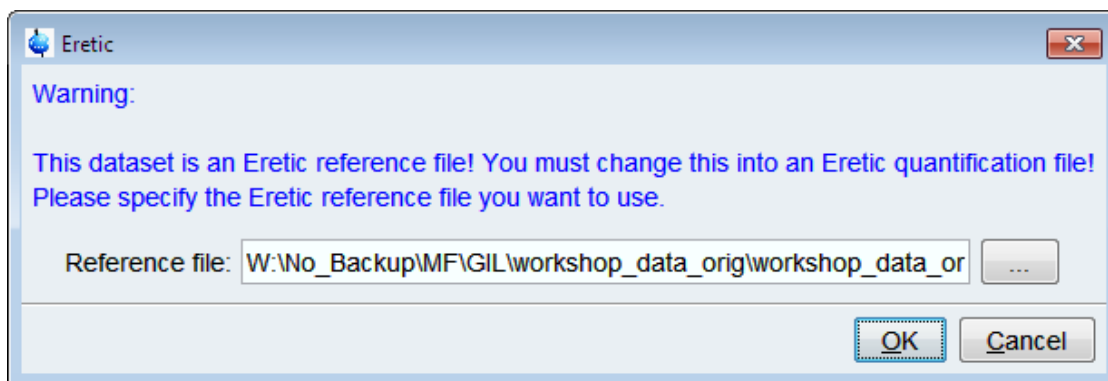 Eretic
Warning:
This dataset is an Eretic reference file! You must change this into an Eretic quantification file!
Please specify the Eretic reference file you want to use.
Reference file: W:\No_Backup\MF\GIL\workshop_data_orig\workshop_data_or ...
OK Cancel